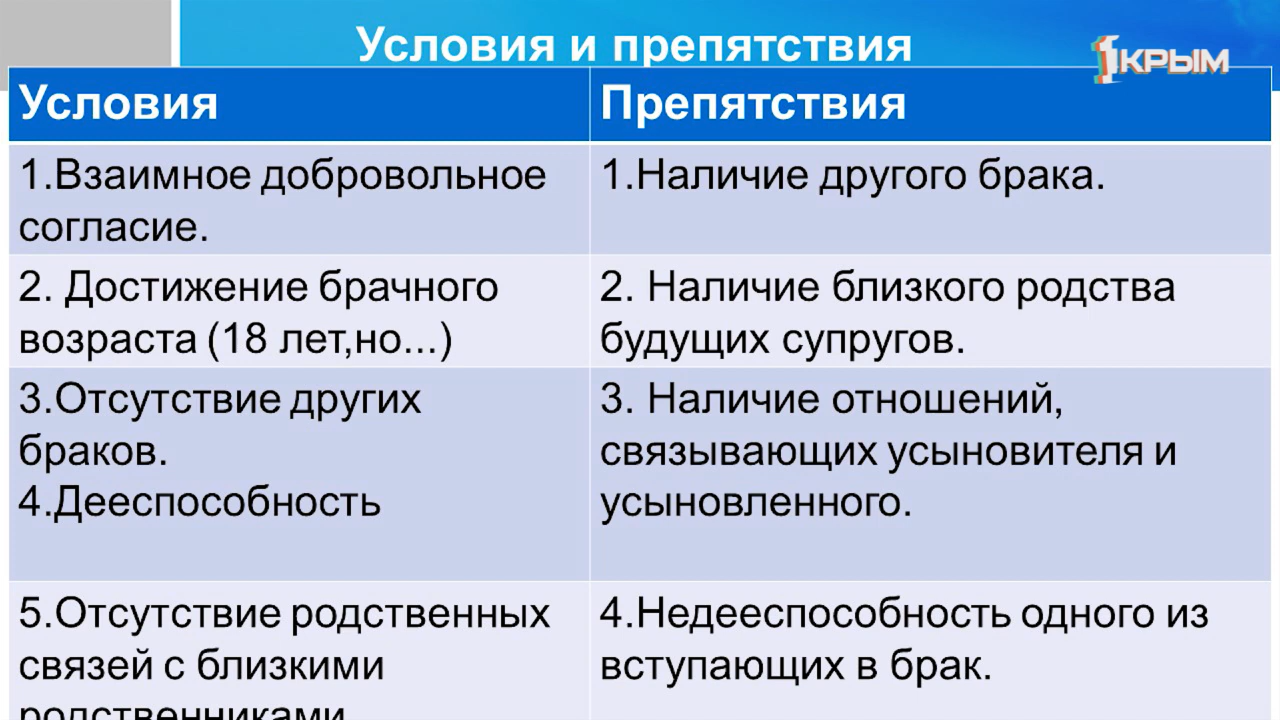 Условия и препятствия
1КРЫМ
Условия
Препятствия
1.Взаимное добровольное
согласие.
1.Наличие другого брака.
2. Достижение брачного
возраста (18 лет,но...)
2. Наличие близкого родства
будущих супругов.
3.Отсутствие других
браков.
4.Дееспособность
3. Наличие отношений,
связывающих усыновителя и
усыновленного.
5.Отсутствие родственных
связей с близкими
родственниками
4.Недееспособность одного из
вступающих в брак.